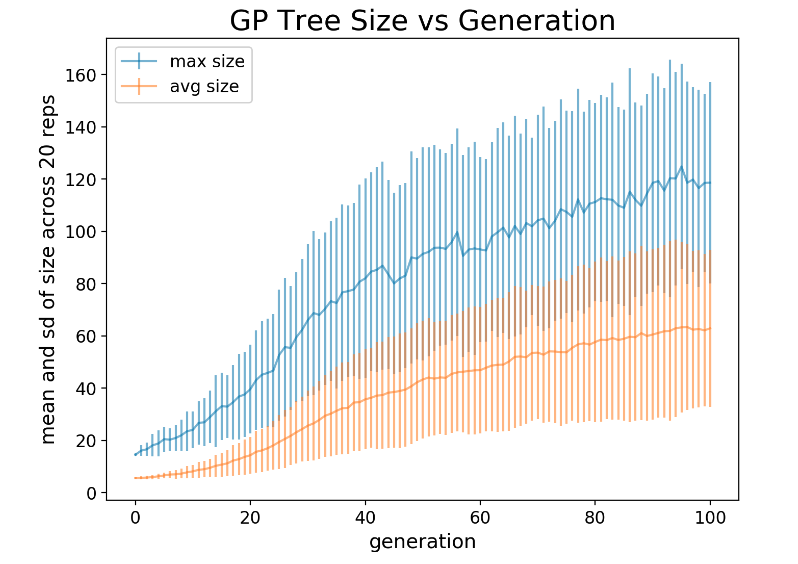 GP Tree Size vs Generation
max size
avg size
mean and sd of size across 20 reps
160
140
120
100
80
60
40
20
0
0 20 40 60 80 100
generation